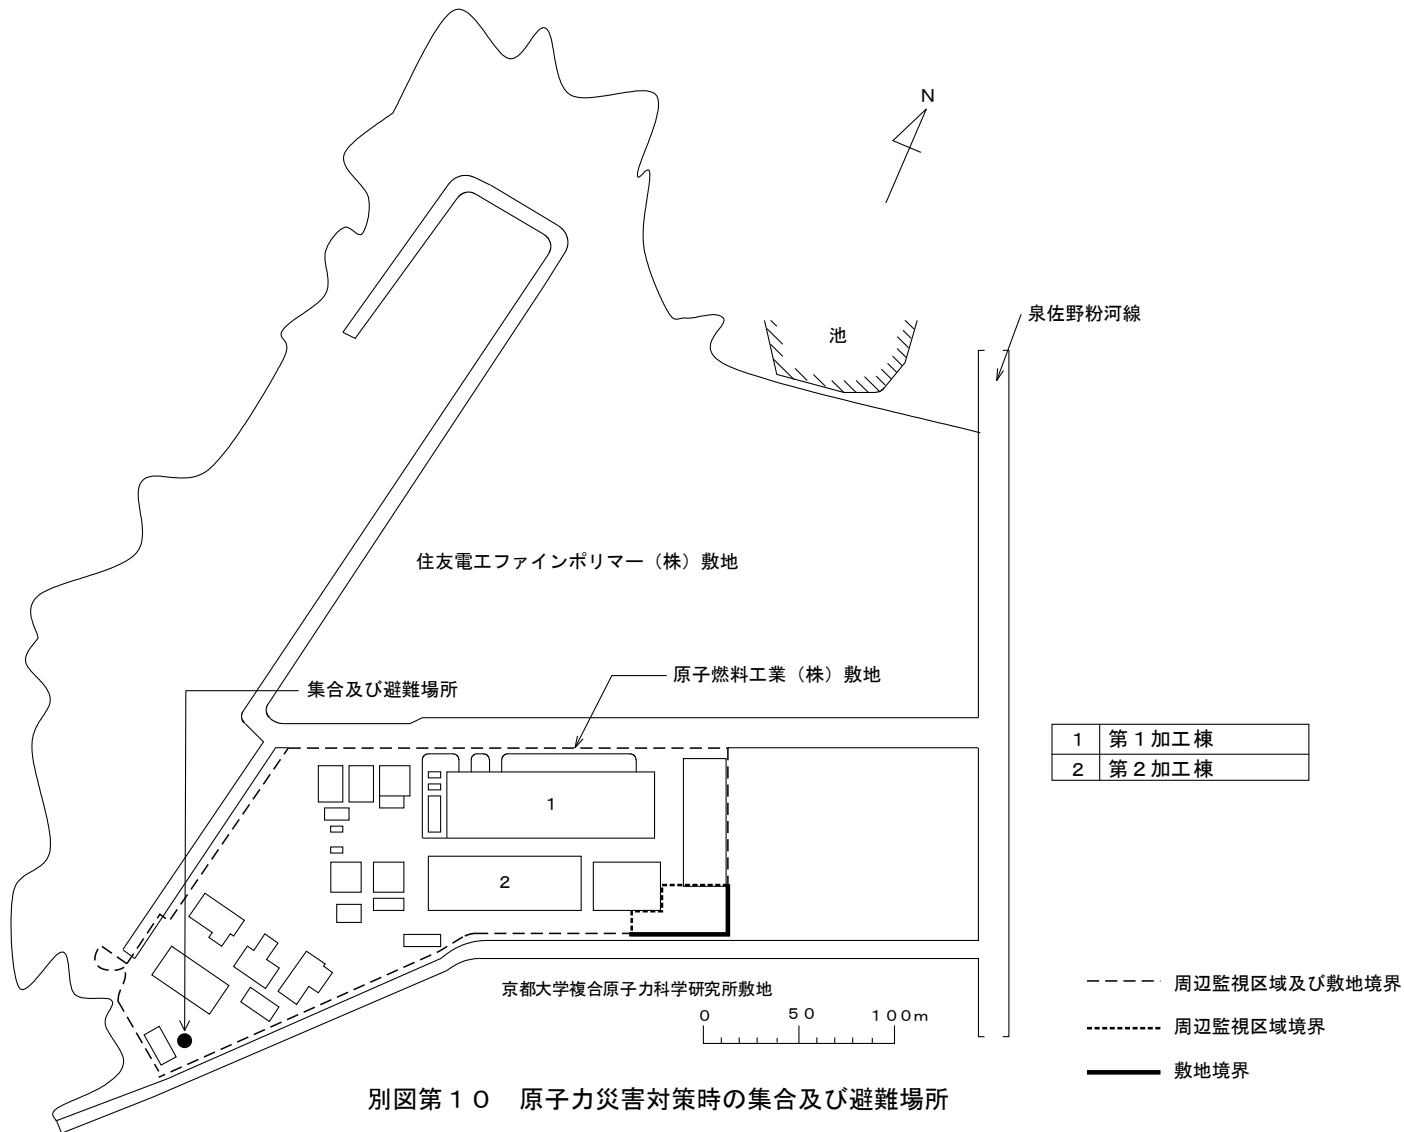 N
泉佐野粉河線
池
住友電工ファインポリマー（株）敷地
原子燃料工業（株）敷地
集合及び避難場所
1 第１加工棟
2 第２加工棟
1
2
京都大学複合原子力科学研究所敷地
0 50 100m
周辺監視区域及び敷地境界
周辺監視区域境界
敷地境界
別図第１０　原子力災害対策時の集合及び避難場所